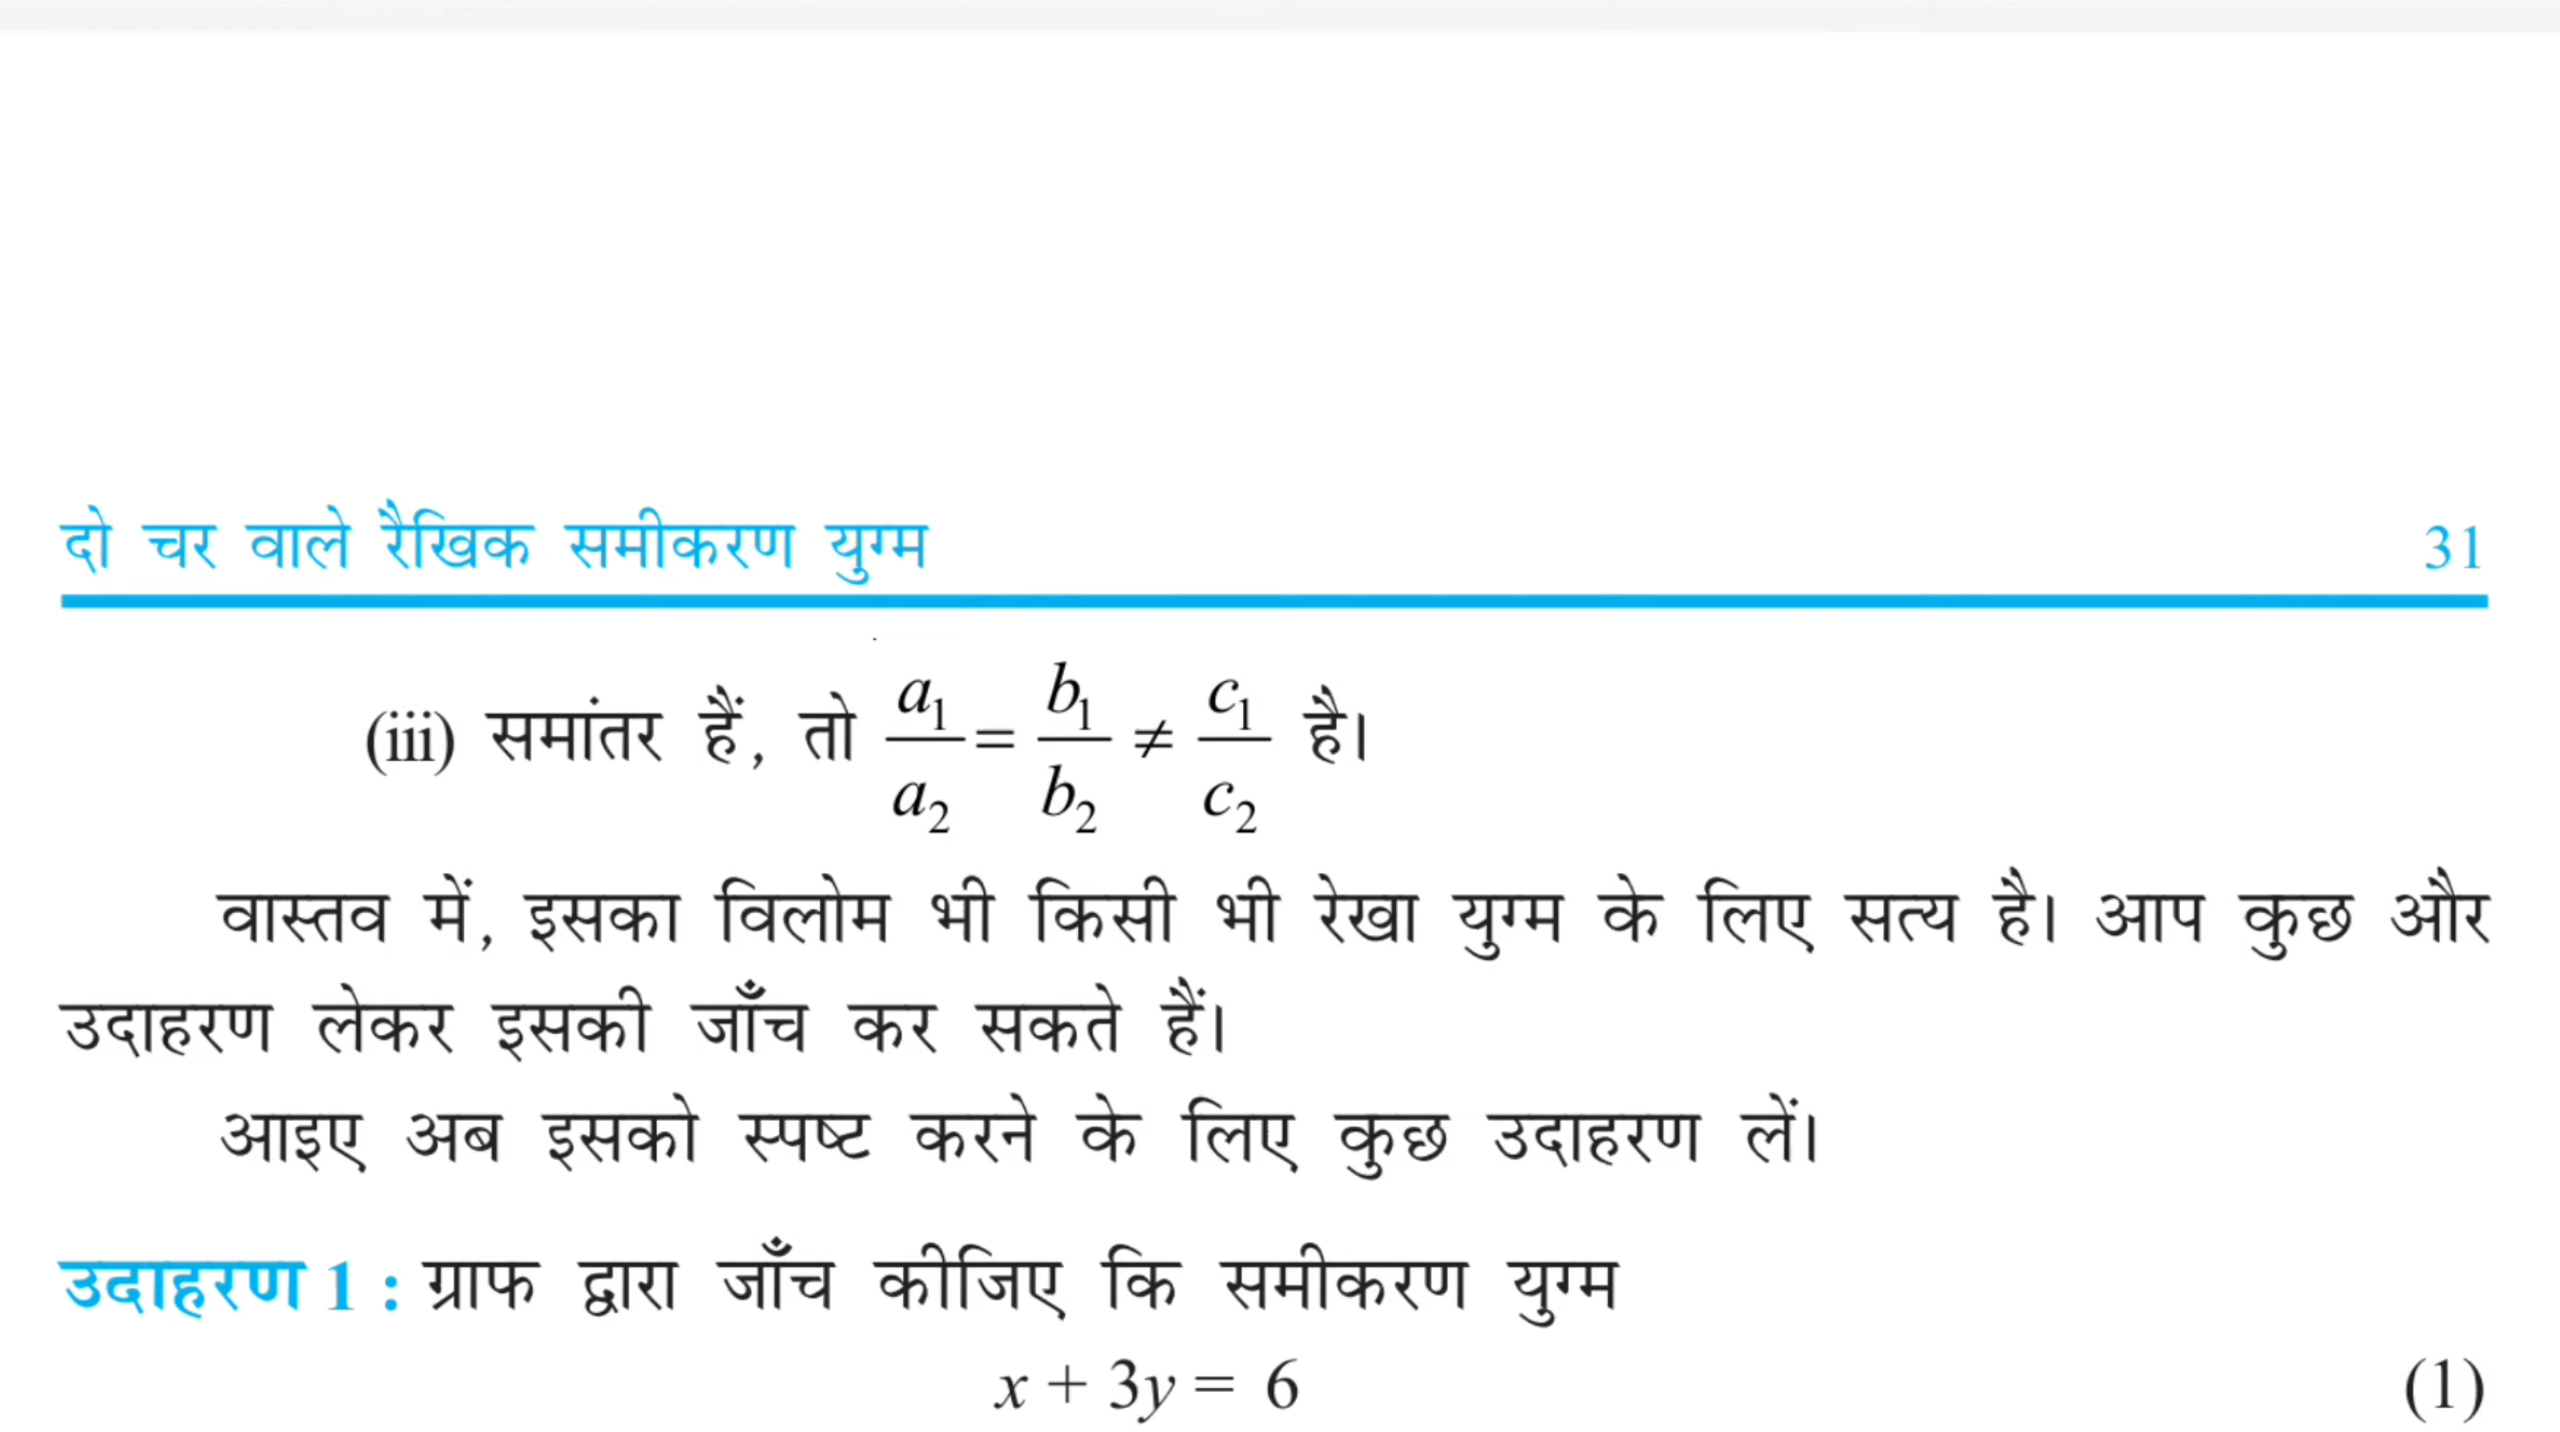 दो चर वाले रैखिक समीकरण युग्म 31
(iii) समांतर हैं, तो a₁/a₂ = b₁/b₂ ≠ c₁/c₂ है।
वास्तव में, इसका विलोम भी किसी भी रेखा युग्म के लिए सत्य है। आप कुछ और
उदाहरण लेकर इसकी जाँच कर सकते हैं।
आइए अब इसको स्पष्ट करने के लिए कुछ उदाहरण लें।
उदाहरण 1 : ग्राफ द्वारा जाँच कीजिए कि समीकरण युग्म
x + 3y = 6 (1)